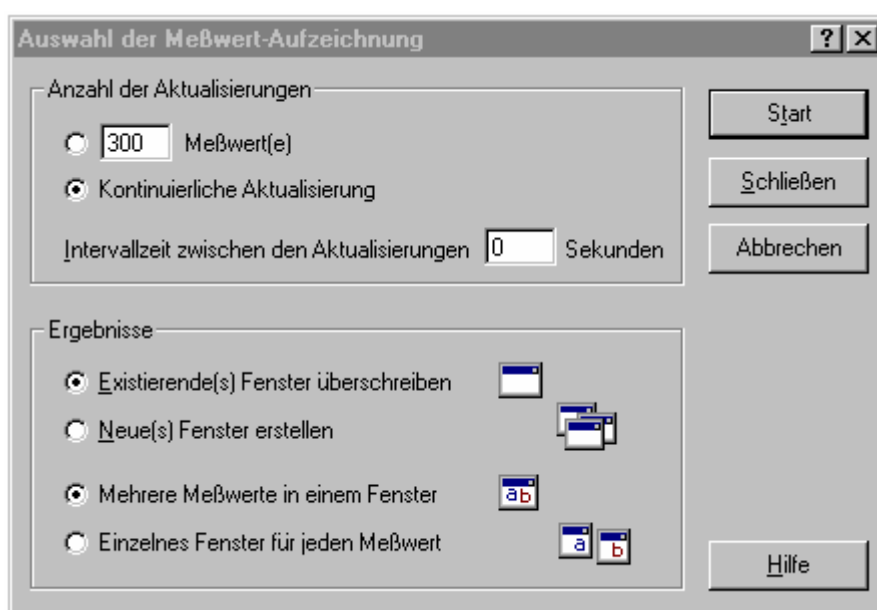 Auswahl der Meßwert-Aufzeichnung
Anzahl der Aktualisierungen
300 Meßwert(e)
Kontinuierliche Aktualisierung
Intervallzeit zwischen den Aktualisierungen 0 Sekunden
Start
Schließen
Abbrechen
Ergebnisse
Existierende(s) Fenster überschreiben
Neue(s) Fenster erstellen
Mehrere Meßwerte in einem Fenster ab
Einzelnes Fenster für jeden Meßwert a b
Hilfe